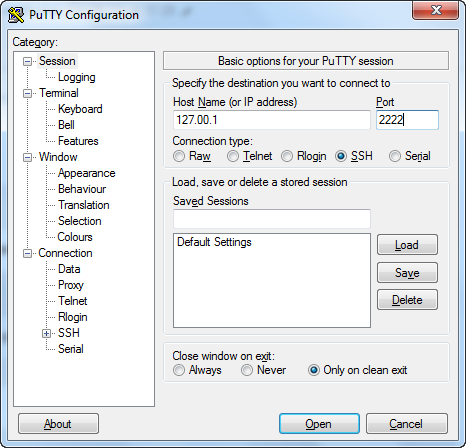 PuTTY Configuration
Category:
Session
Logging
Terminal
Keyboard
Bell
Features
Window
Appearance
Behaviour
Translation
Selection
Colours
Connection
Data
Proxy
Telnet
Rlogin
SSH
Serial
Basic options for your PuTTY session
Specify the destination you want to connect to
Host Name (or IP address) Port
127.00.1 2222
Connection type:
Raw Telnet Rlogin SSH Serial
Load, save or delete a stored session
Saved Sessions
Default Settings
Load
Save
Delete
Close window on exit:
Always Never Only on clean exit
About Open Cancel